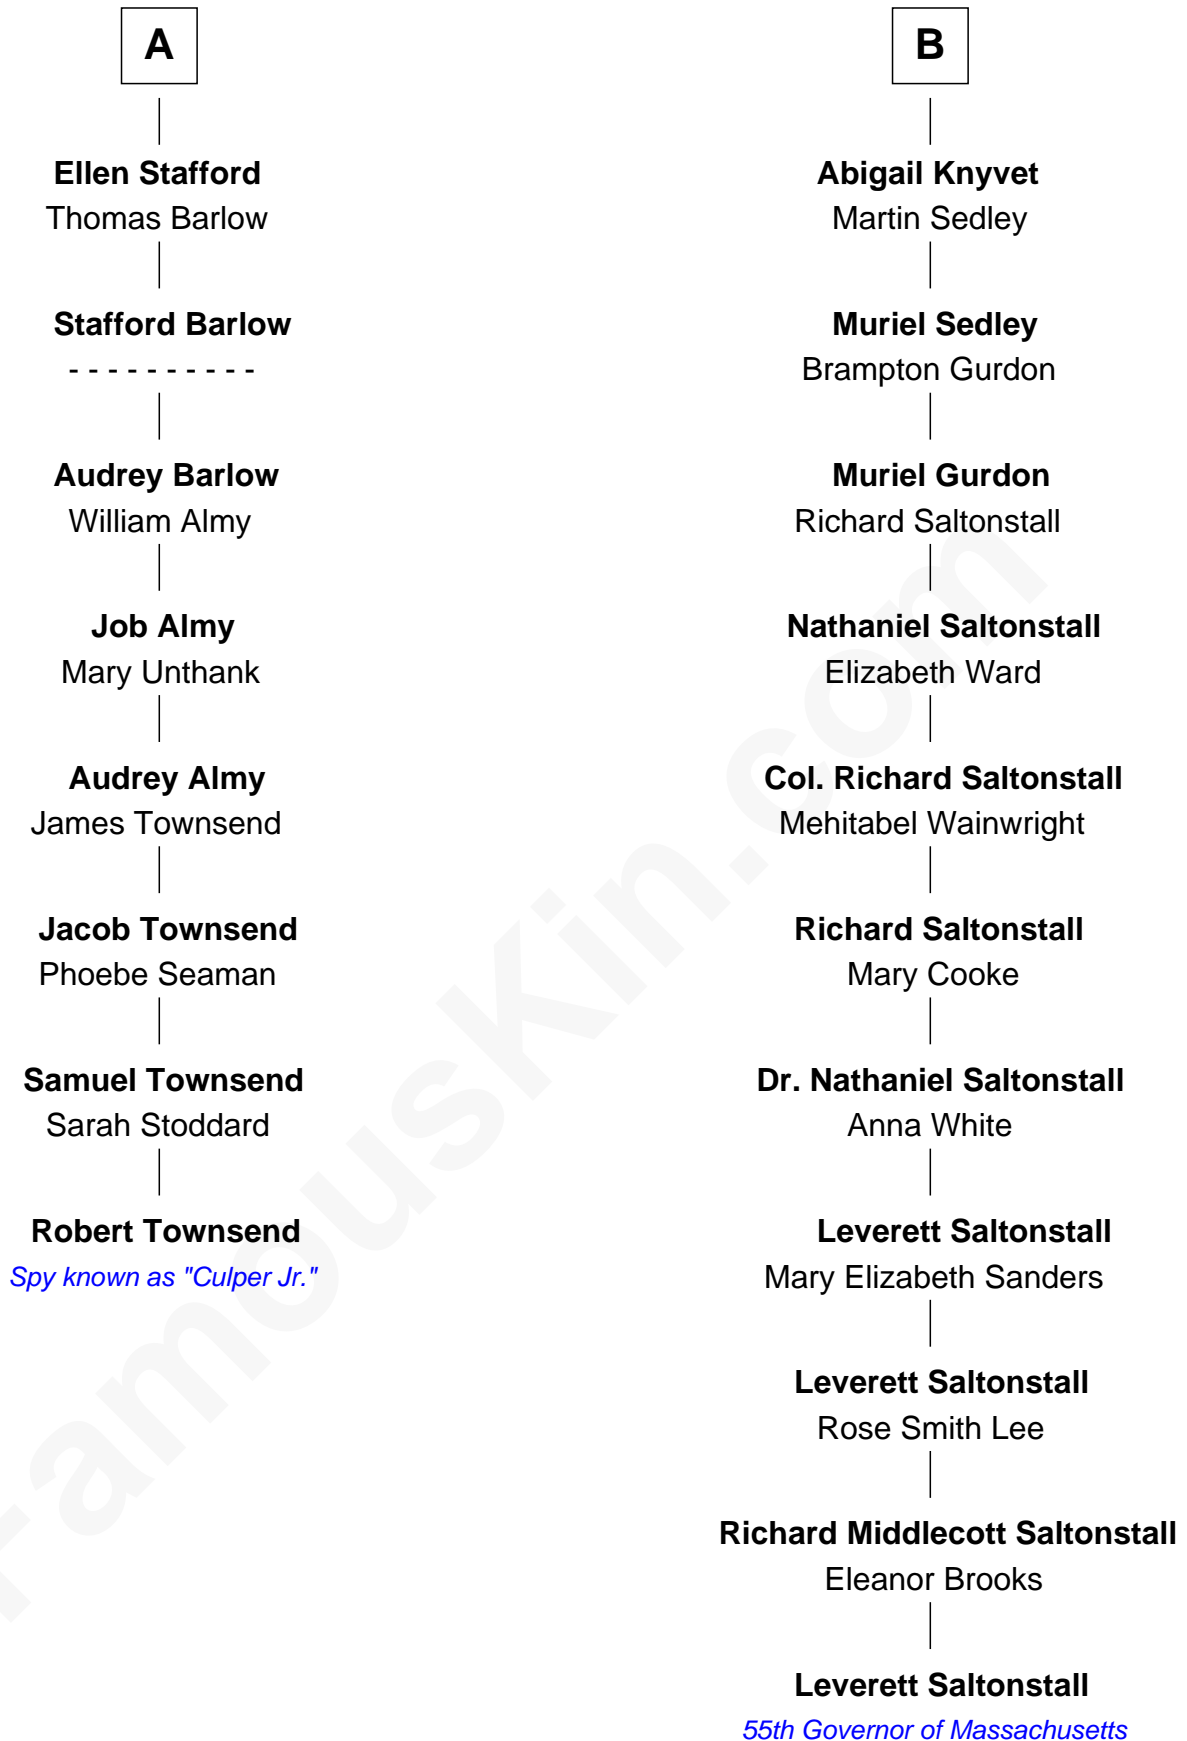 A
Ellen Stafford
Thomas Barlow
Stafford Barlow
- - - - - - - - - -
Audrey Barlow
William Almy
Job Almy
Mary Unthank
Audrey Almy
James Townsend
Jacob Townsend
Phoebe Seaman
Samuel Townsend
Sarah Stoddard
Robert Townsend
Spy known as "Culper Jr."
B
Abigail Knyvet
Martin Sedley
Muriel Sedley
Brampton Gurdon
Muriel Gurdon
Richard Saltonstall
Nathaniel Saltonstall
Elizabeth Ward
Col. Richard Saltonstall
Mehitabel Wainwright
Richard Saltonstall
Mary Cooke
Dr. Nathaniel Saltonstall
Anna White
Leverett Saltonstall
Mary Elizabeth Sanders
Leverett Saltonstall
Rose Smith Lee
Richard Middlecott Saltonstall
Eleanor Brooks
Leverett Saltonstall
55th Governor of Massachusetts
FamousKin.com